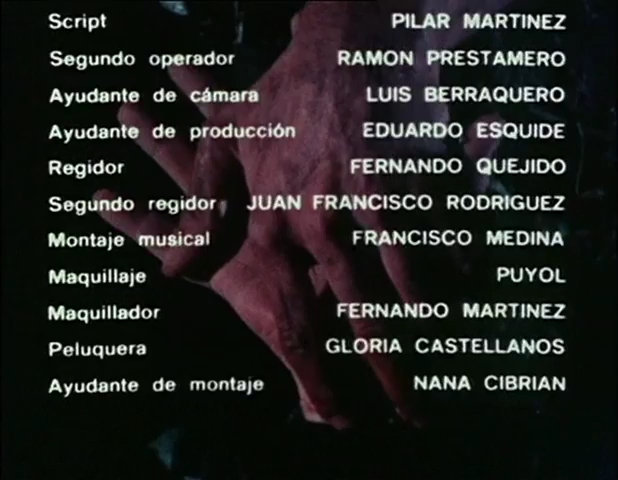 Script PILAR MARTINEZ
Segundo operador RAMON PRESTAMERO
Ayudante de cámara LUIS BERRAQUERO
Ayudante de producción EDUARDO ESQUIDE
Regidor FERNANDO QUEJIDO
Segundo regidor JUAN FRANCISCO RODRIGUEZ
Montaje musical FRANCISCO MEDINA
Maquillaje PUYOL
Maquillador FERNANDO MARTINEZ
Peluquera GLORIA CASTELLANOS
Ayudante de montaje NANA CIBRIAN